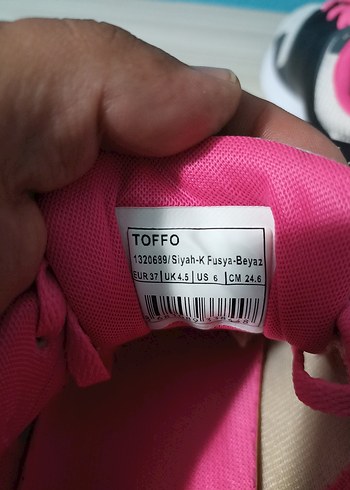 TOFFO
1320689/Siyah-K Fusya-Beyaz
EUR 37 | UK 4.5 | US 6 | CM 24.6